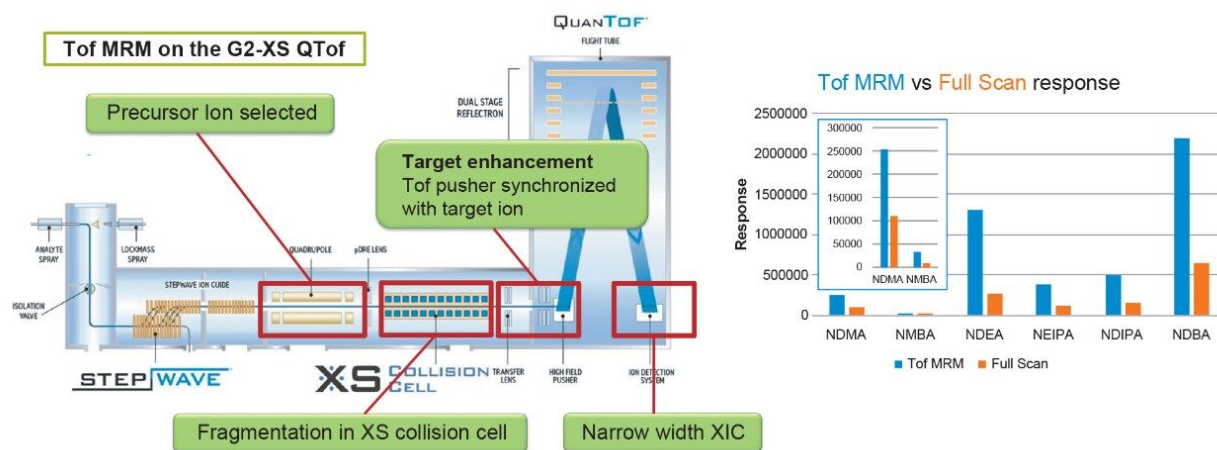 Tof MRM on the G2-XS QTof
QUANTOF
FLIGHT TUBE
DUAL STAGE
REFLECTRON
Precursor Ion selected
Target enhancement
Tof pusher synchronized
with target ion
ANALYTE
SPRAY
LOCKMASS
SPRAY
ISOLATION
VALVE
STEPWAVE ION GUIDE
QUADRUPOLE
pDRE LENS
STEPWAVE
XS COLLISION
CELL
TRANSFER
LENS
HIGH FIELD
PUSHER
ION DETECTION
SYSTEM
Fragmentation in XS collision cell
Narrow width XIC
Tof MRM vs Full Scan response
Response
2500000
2000000
1500000
1000000
500000
0
300000
250000
200000
150000
100000
50000
0
NDMA NMBA
NDMA NMBA NDEA NEIPA NDIPA NDBA
Tof MRM Full Scan